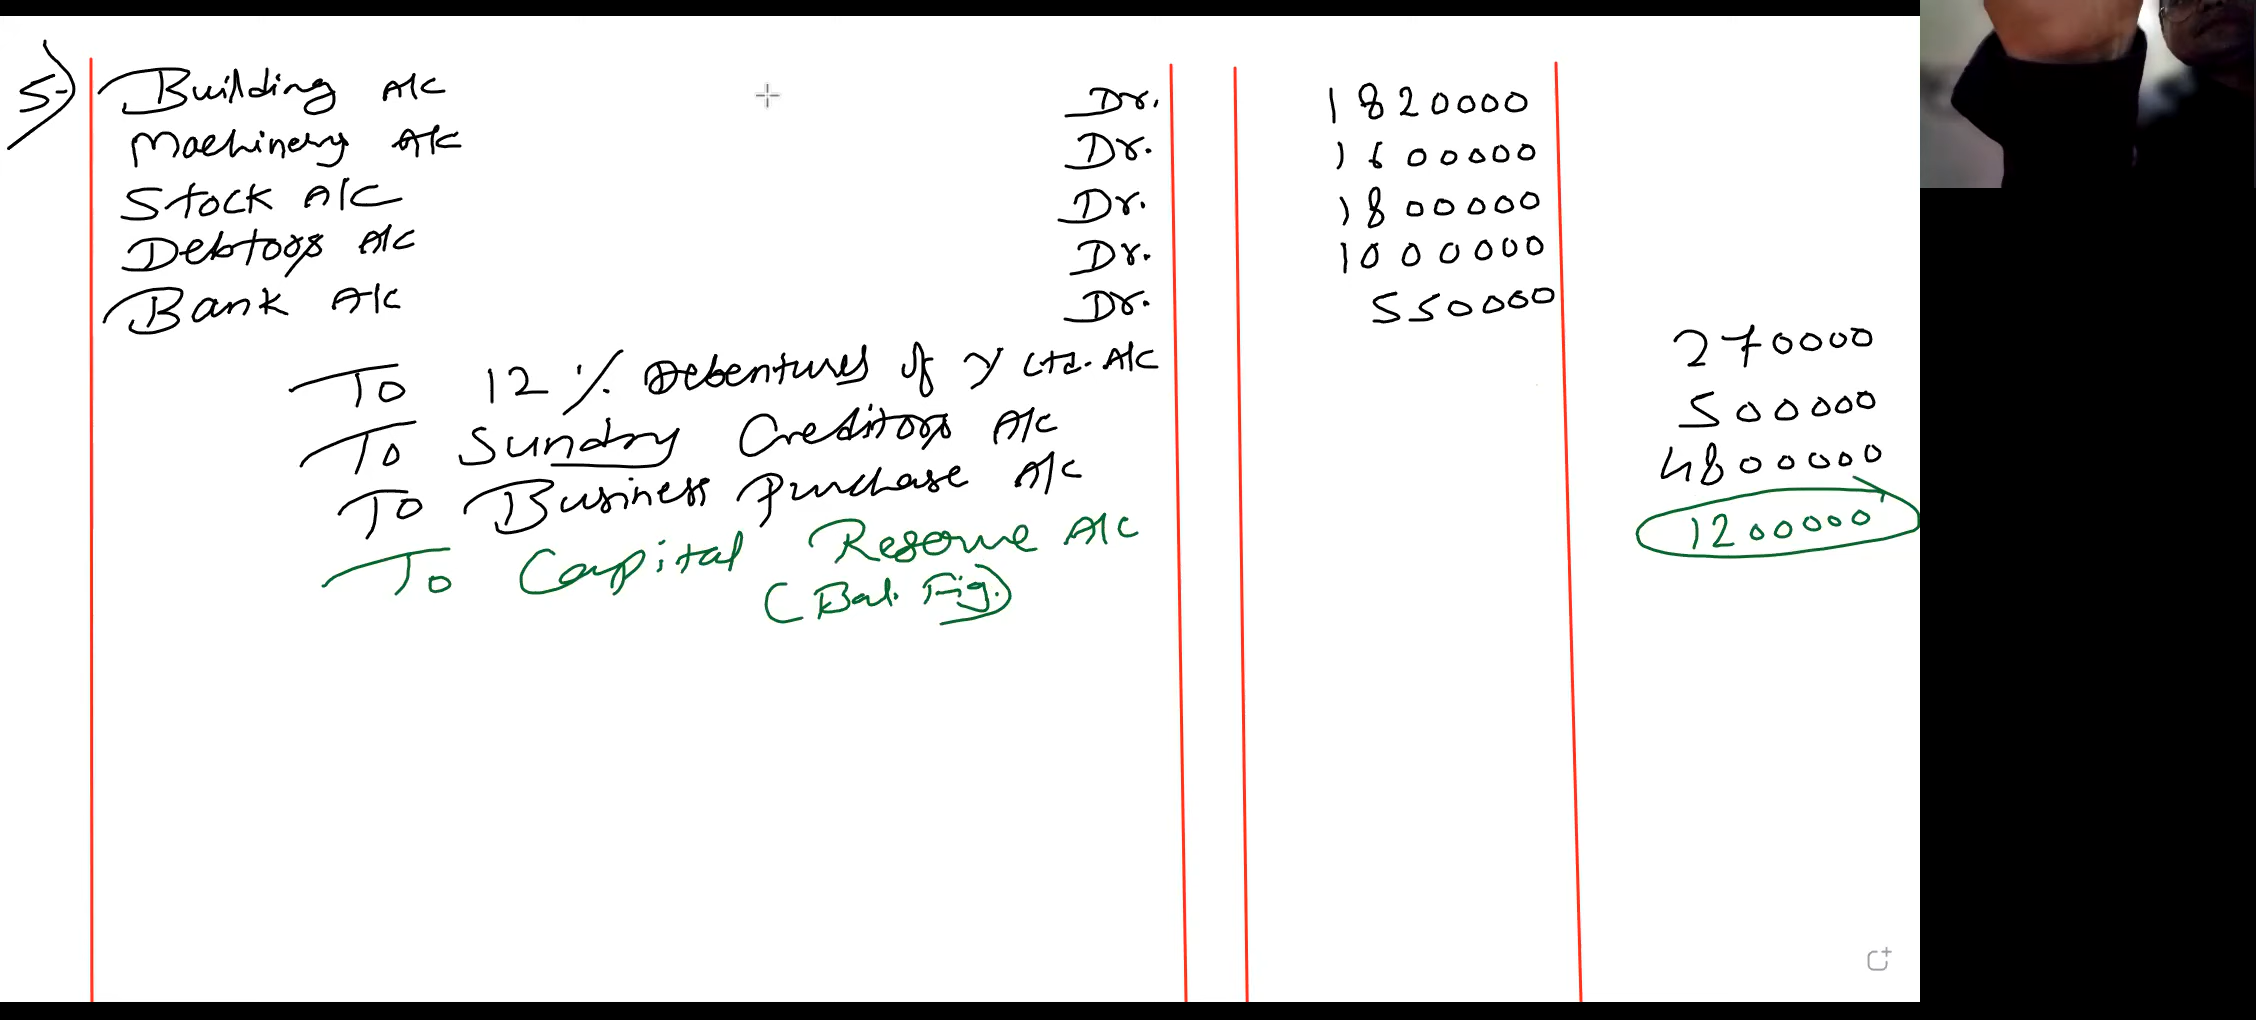 5-) Building A/c Dr. 1820000
Machinery A/c Dr. 1600000
Stock A/c Dr. 1800000
Debtors A/c Dr. 1000000
Bank A/c Dr. 550000
To 12% Debentures of Y Ltd. A/c 270000
To Sundry Creditors A/c 500000
To Business Purchase A/c 4800000
To Capital Reserve A/c 1200000
(Bal. Fig.)